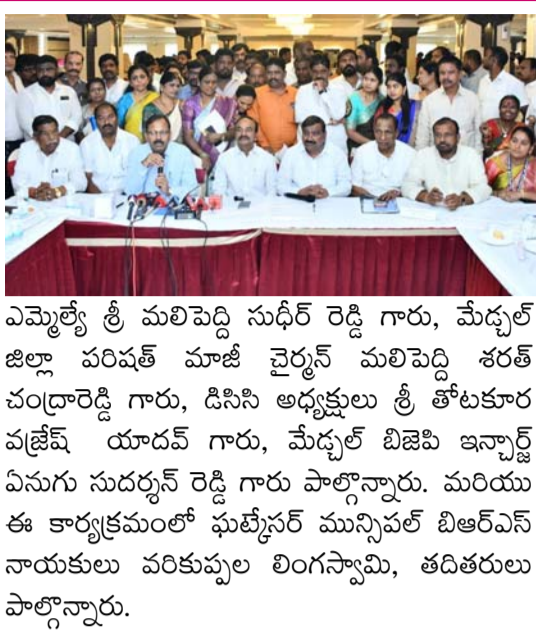 ఎమ్మెల్యే శ్రీ మలిపెద్ది సుధీర్ రెడ్డి గారు, మేడ్చల్
జిల్లా పరిషత్ మాజీ చైర్మన్ మలిపెద్ది శరత్
చంద్రారెడ్డి గారు, డిసిసి అధ్యక్షులు శ్రీ తోటకూర
వజ్రేష్ యాదవ్ గారు, మేడ్చల్ బిజెపి ఇన్చార్జ్
ఏనుగు సుదర్శన్ రెడ్డి గారు పాల్గొన్నారు. మరియు
ఈ కార్యక్రమంలో ఘట్కేసర్ మున్సిపల్ బిఆర్ఎస్
నాయకులు వరికుప్పల లింగస్వామి, తదితరులు
పాల్గొన్నారు.